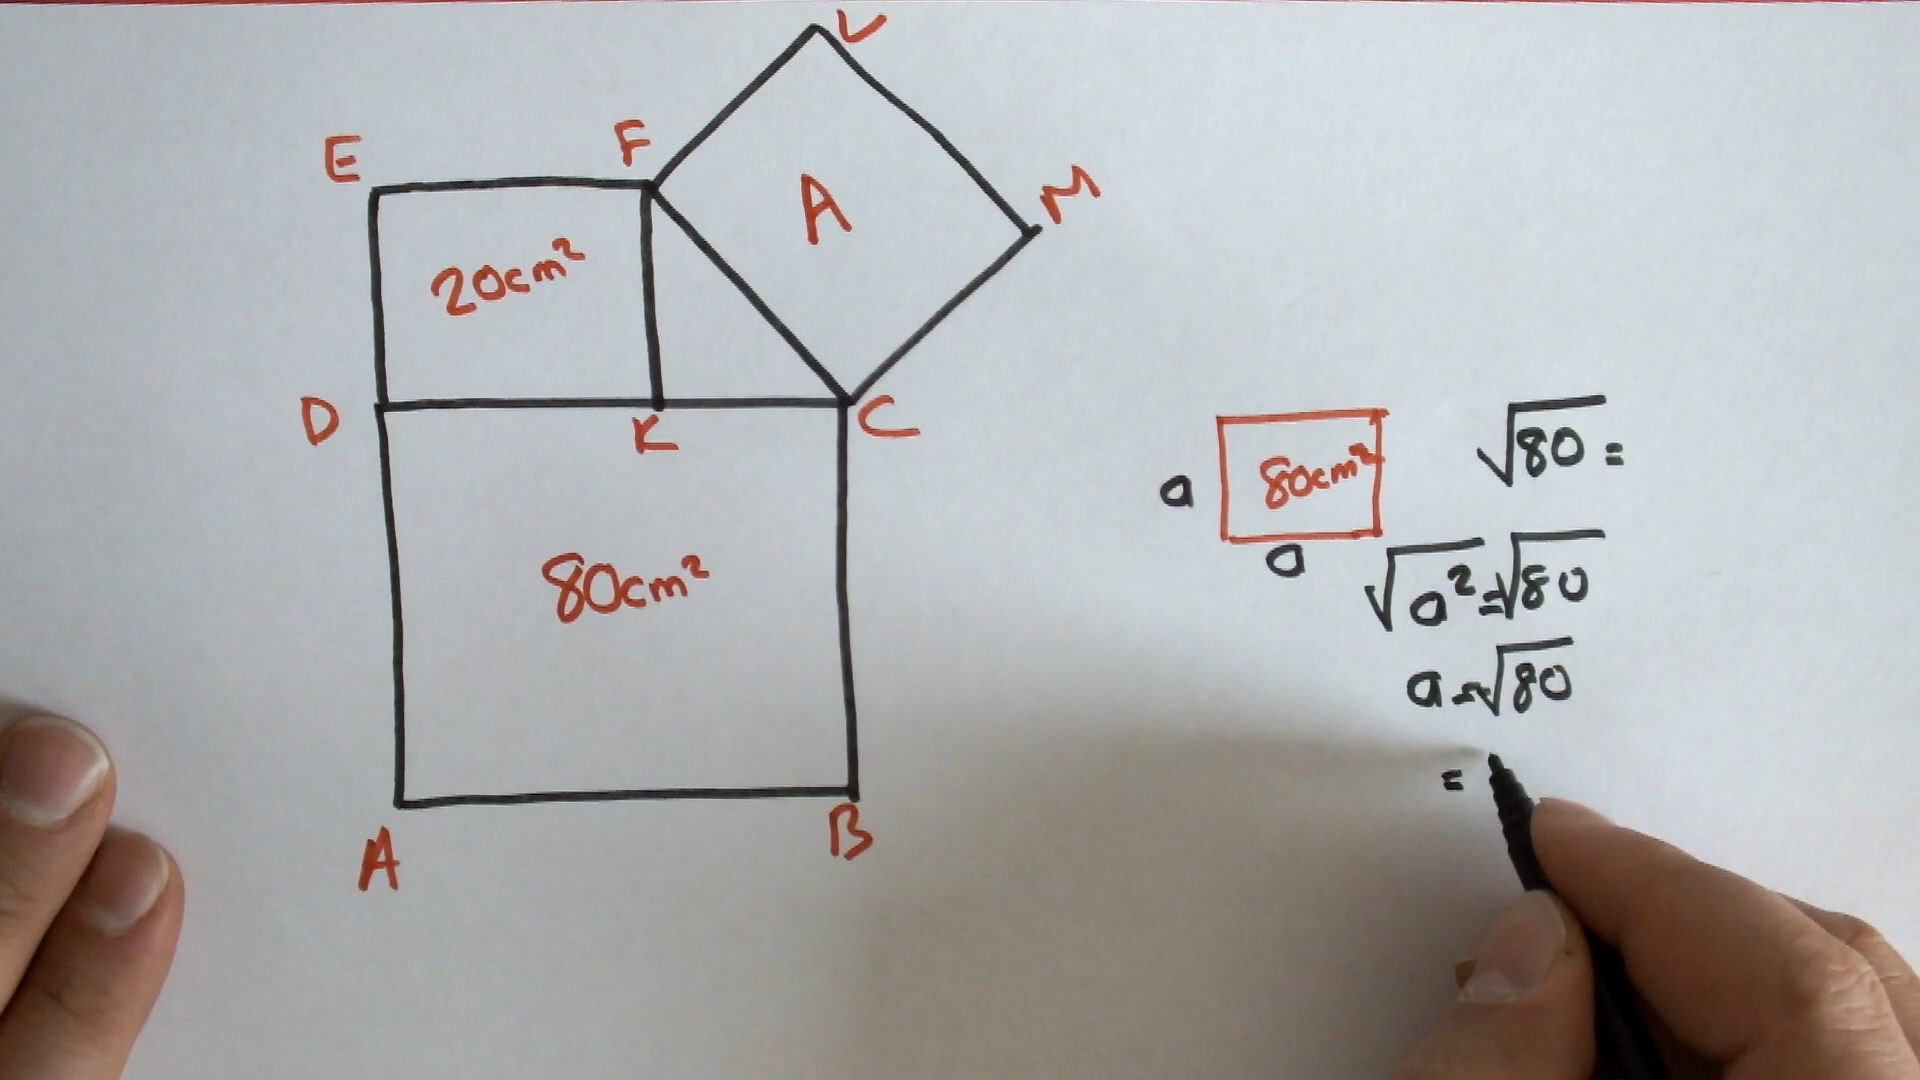 L
E
F
A
M
20cm²
D
K
C
80cm²
A
B
a
80cm²
a
√80 =
√a² = √80
a = √80
=